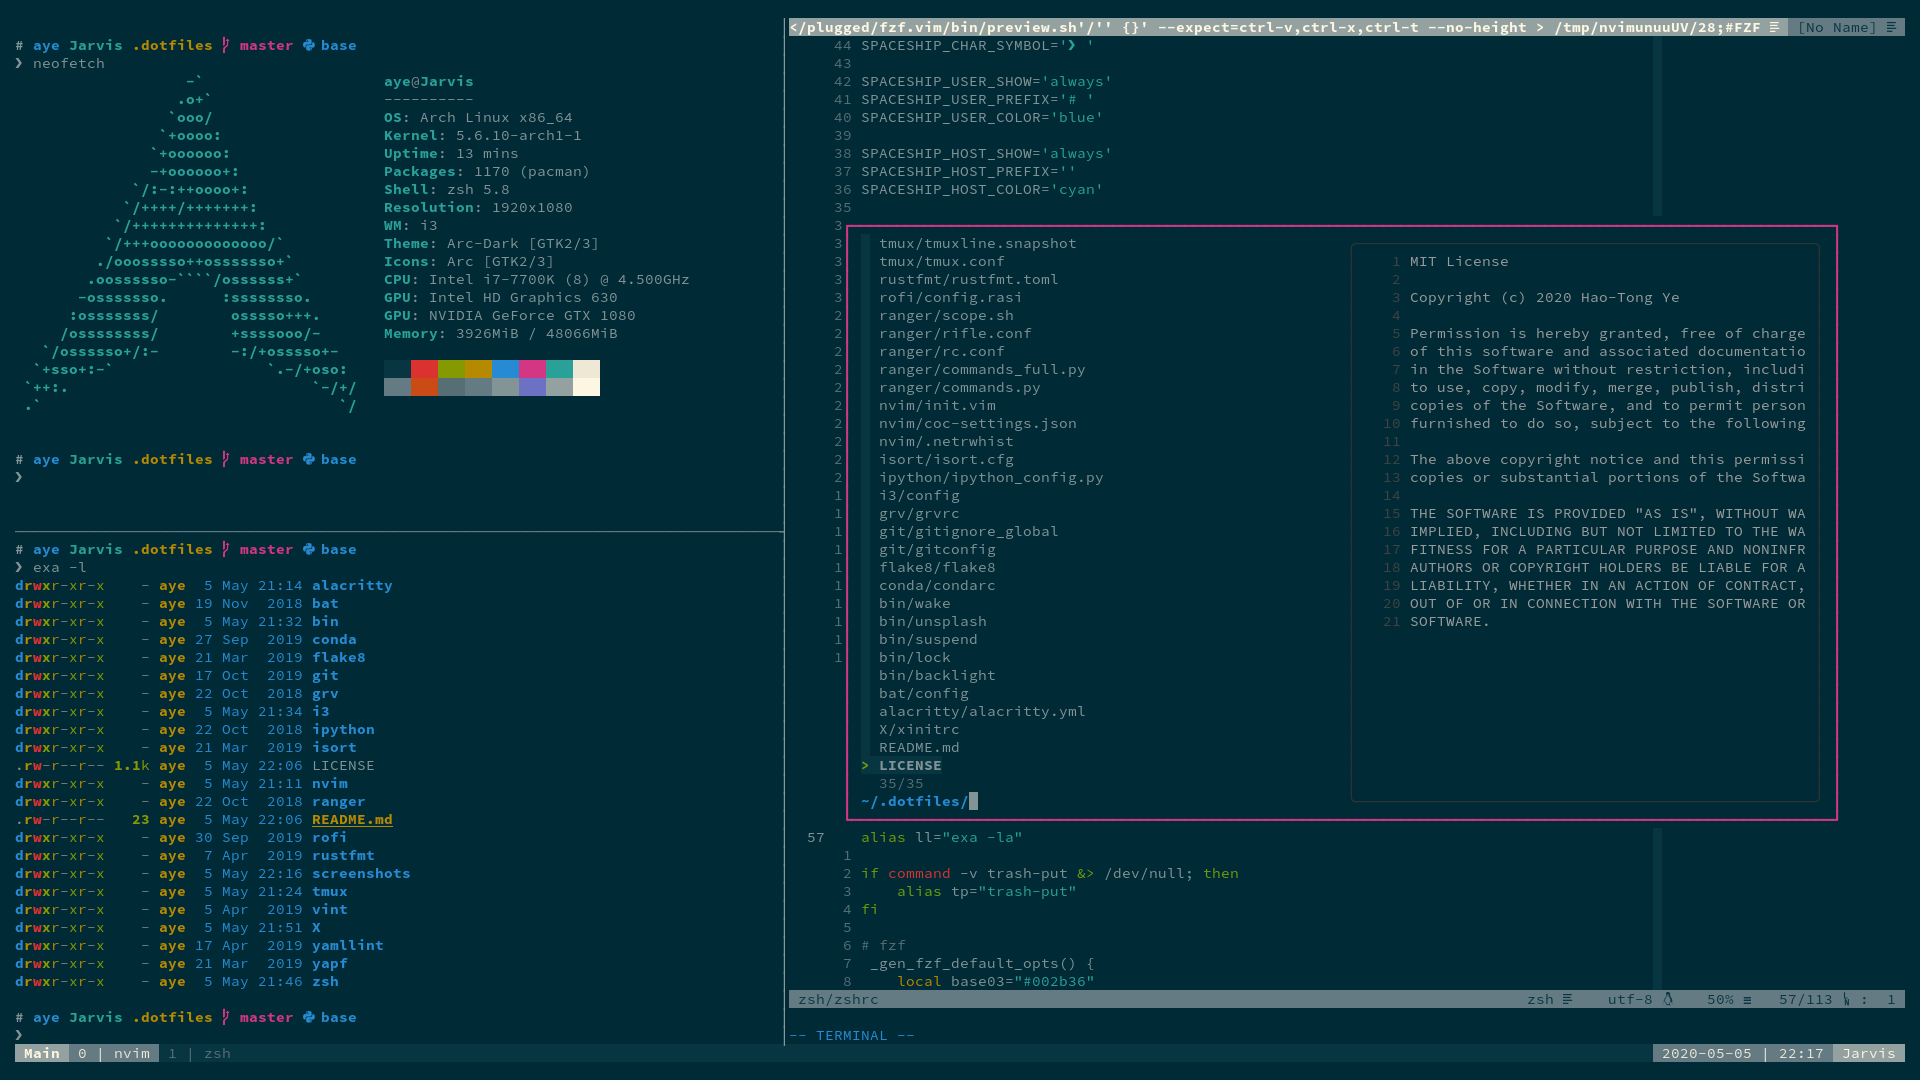 # aye Jarvis .dotfiles master base
❯ neofetch
-`
.o+`
`ooo/
`+oooo:
`+oooooo:
-+oooooo+:
`/:-:++oooo+:
`/++++/+++++++:
`/++++++++++++++:
`/+++ooooooooooooo/`
./ooosssso++osssssso+`
.oossssso-````/ossssss+`
-osssssso.      :ssssssso.
:osssssss/        osssso+++.
/ossssssss/        +ssssooo/-
`/ossssso+/:-        -:/+osssso+-
`+sso+:-`                 `.-/+oso:
`++:.                           `-/+/
.`                                 `/
aye@Jarvis
----------
OS: Arch Linux x86_64
Kernel: 5.6.10-arch1-1
Uptime: 13 mins
Packages: 1170 (pacman)
Shell: zsh 5.8
Resolution: 1920x1080
WM: i3
Theme: Arc-Dark [GTK2/3]
Icons: Arc [GTK2/3]
CPU: Intel i7-7700K (8) @ 4.500GHz
GPU: Intel HD Graphics 630
GPU: NVIDIA GeForce GTX 1080
Memory: 3926MiB / 48066MiB
# aye Jarvis .dotfiles master base
❯
# aye Jarvis .dotfiles master base
❯ exa -l
drwxr-xr-x    - aye  5 May 21:14 alacritty
drwxr-xr-x    - aye 19 Nov  2018 bat
drwxr-xr-x    - aye  5 May 21:32 bin
drwxr-xr-x    - aye 27 Sep  2019 conda
drwxr-xr-x    - aye 21 Mar  2019 flake8
drwxr-xr-x    - aye 17 Oct  2018 git
drwxr-xr-x    - aye 22 Oct  2018 grv
drwxr-xr-x    - aye  5 May 21:34 i3
drwxr-xr-x    - aye 22 Oct  2018 ipython
drwxr-xr-x    - aye 21 Mar  2019 isort
.rw-r--r-- 1.1k aye  5 May 22:06 LICENSE
drwxr-xr-x    - aye  5 May 21:11 nvim
drwxr-xr-x    - aye 22 Oct  2018 ranger
.rw-r--r--   23 aye  5 May 22:06 README.md
drwxr-xr-x    - aye 30 Sep  2019 rofi
drwxr-xr-x    - aye  7 Apr  2019 rustfmt
drwxr-xr-x    - aye  5 May 22:16 screenshots
drwxr-xr-x    - aye  5 May 21:24 tmux
drwxr-xr-x    - aye  5 Apr  2019 vint
drwxr-xr-x    - aye  5 May 21:51 X
drwxr-xr-x    - aye 17 Apr  2019 yamllint
drwxr-xr-x    - aye 21 Mar  2019 yapf
drwxr-xr-x    - aye  5 May 21:46 zsh
# aye Jarvis .dotfiles master base
❯
</plugged/fzf.vim/bin/preview.sh'/'' {}' --expect=ctrl-v,ctrl-x,ctrl-t --no-height > /tmp/nvimunuuUV/28;#FZF [No Name]
44 SPACESHIP_CHAR_SYMBOL='❯ '
43
42 SPACESHIP_USER_SHOW='always'
41 SPACESHIP_USER_PREFIX='# '
40 SPACESHIP_USER_COLOR='blue'
39
38 SPACESHIP_HOST_SHOW='always'
37 SPACESHIP_HOST_PREFIX=''
36 SPACESHIP_HOST_COLOR='cyan'
35
3
3 tmux/tmuxline.snapshot
3 tmux/tmux.conf
3 rustfmt/rustfmt.toml
3 rofi/config.rasi
2 ranger/scope.sh
2 ranger/rifle.conf
2 ranger/rc.conf
2 ranger/commands_full.py
2 ranger/commands.py
2 nvim/init.vim
2 nvim/coc-settings.json
2 nvim/.netrwhist
2 isort/isort.cfg
2 ipython/ipython_config.py
1 i3/config
1 grv/grvrc
1 git/gitignore_global
1 git/gitconfig
1 flake8/flake8
1 conda/condarc
1 bin/wake
1 bin/unsplash
1 bin/suspend
1 bin/lock
bin/backlight
bat/config
alacritty/alacritty.yml
X/xinitrc
README.md
> LICENSE
35/35
~/.dotfiles/
1 MIT License
2
3 Copyright (c) 2020 Hao-Tong Ye
4
5 Permission is hereby granted, free of charge
6 of this software and associated documentatio
7 in the Software without restriction, includi
8 to use, copy, modify, merge, publish, distri
9 copies of the Software, and to permit person
10 furnished to do so, subject to the following
11
12 The above copyright notice and this permissi
13 copies or substantial portions of the Softwa
14
15 THE SOFTWARE IS PROVIDED "AS IS", WITHOUT WA
16 IMPLIED, INCLUDING BUT NOT LIMITED TO THE WA
17 FITNESS FOR A PARTICULAR PURPOSE AND NONINFR
18 AUTHORS OR COPYRIGHT HOLDERS BE LIABLE FOR A
19 LIABILITY, WHETHER IN AN ACTION OF CONTRACT,
20 OUT OF OR IN CONNECTION WITH THE SOFTWARE OR
21 SOFTWARE.
57 alias ll="exa -la"
1
2 if command -v trash-put &> /dev/null; then
3     alias tp="trash-put"
4 fi
5
6 # fzf
7 _gen_fzf_default_opts() {
8     local base03="#002b36"
zsh/zshrc zsh utf-8 50% 57/113 : 1
-- TERMINAL --
Main 0 | nvim 1 | zsh 2020-05-05 | 22:17 Jarvis